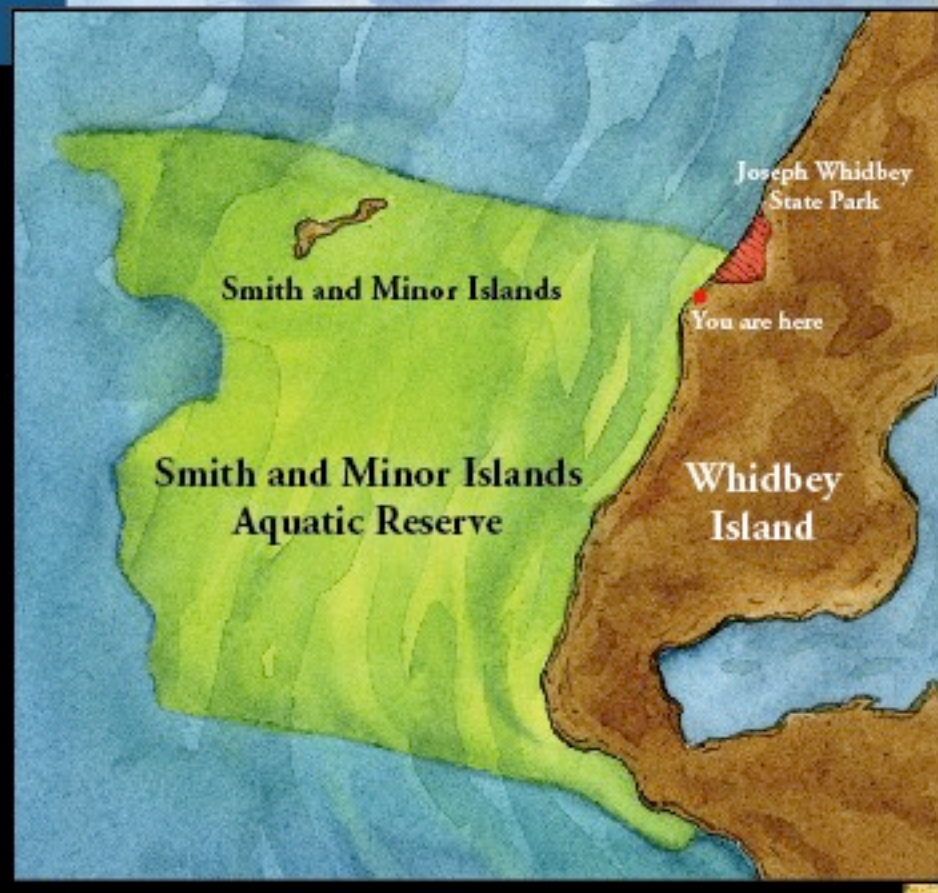 Joseph Whidbey
State Park
Smith and Minor Islands
You are here
Smith and Minor Islands
Aquatic Reserve
Whidbey
Island